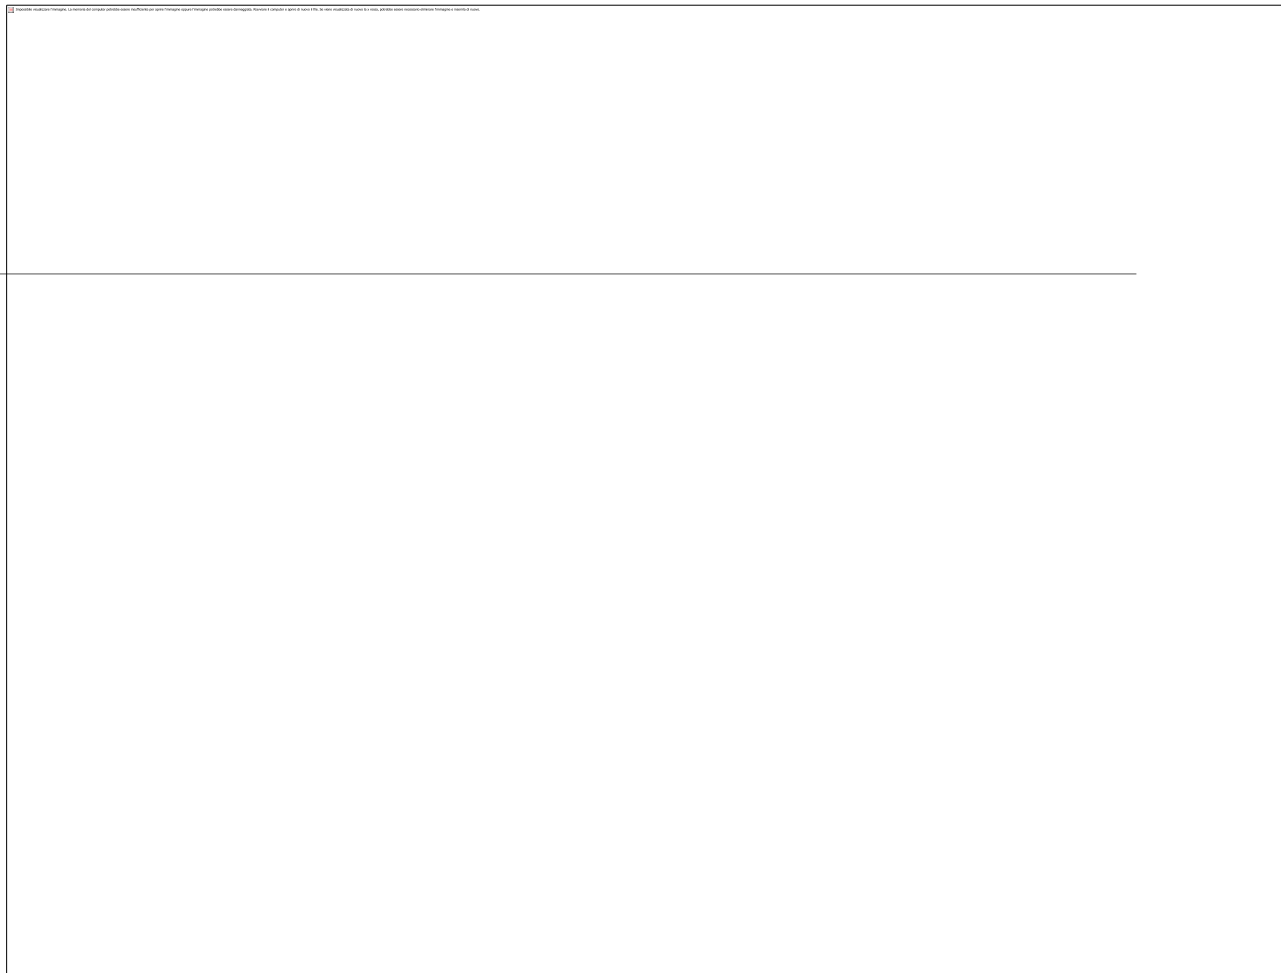 Impossibile visualizzare l'immagine. La memoria del computer potrebbe essere insufficiente per aprire l'immagine oppure l'immagine potrebbe essere danneggiata. Riavviare il computer e aprire di nuovo il file. Se viene visualizzata di nuovo la x rossa, potrebbe essere necessario eliminare l'immagine e inserirla di nuovo.